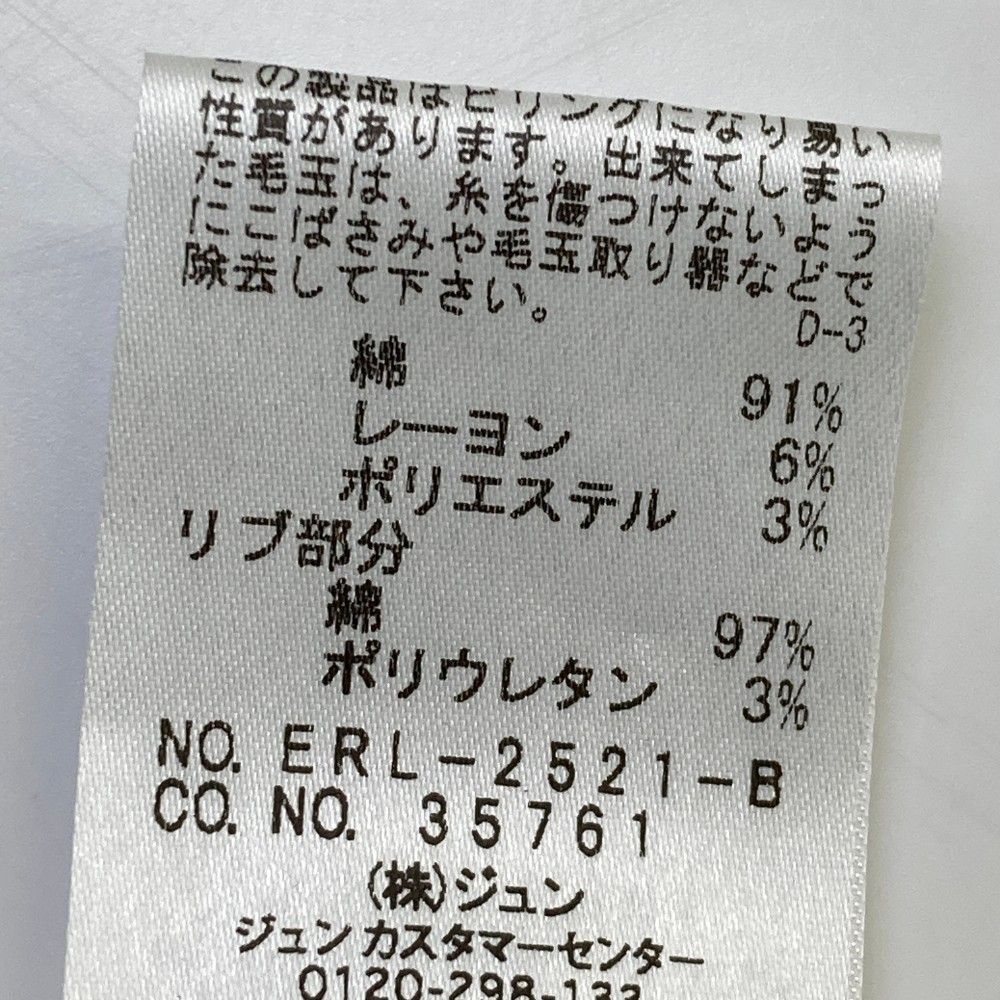 この製品はピリングになり易い
性質があります。出来てしまっ
た毛玉は、糸を傷つけないよう
にこばさみや毛玉取り器などで
除去して下さい。
D-3
綿 91%
レーヨン 6%
ポリエステル 3%
リブ部分
綿 97%
ポリウレタン 3%
NO. ERL-2521-B
CO. NO. 35761
(株)ジュン
ジュンカスタマーセンター
0120-298-133